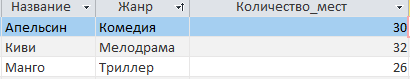 Название Жанр Количество_мест
Апельсин Комедия 30
Киви Мелодрама 32
Манго Триллер 26